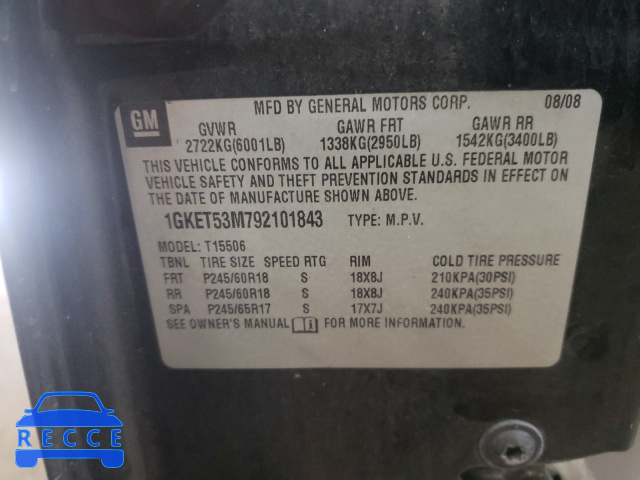 GM
MFD BY GENERAL MOTORS CORP. 08/08
GVWR GAWR FRT GAWR RR
2722KG(6001LB) 1338KG(2950LB) 1542KG(3400LB)
THIS VEHICLE CONFORMS TO ALL APPLICABLE U.S. FEDERAL MOTOR
VEHICLE SAFETY AND THEFT PREVENTION STANDARDS IN EFFECT ON
THE DATE OF MANUFACTURE SHOWN ABOVE.
1GKET53M792101843 TYPE: M.P.V.
MODEL: T15506
TBNL TIRE SIZE SPEED RTG RIM COLD TIRE PRESSURE
FRT P245/60R18 S 18X8J 210KPA(30PSI)
RR P245/60R18 S 18X8J 240KPA(35PSI)
SPA P245/65R17 S 17X7J 240KPA(35PSI)
SEE OWNER'S MANUAL i FOR MORE INFORMATION.
RECCE